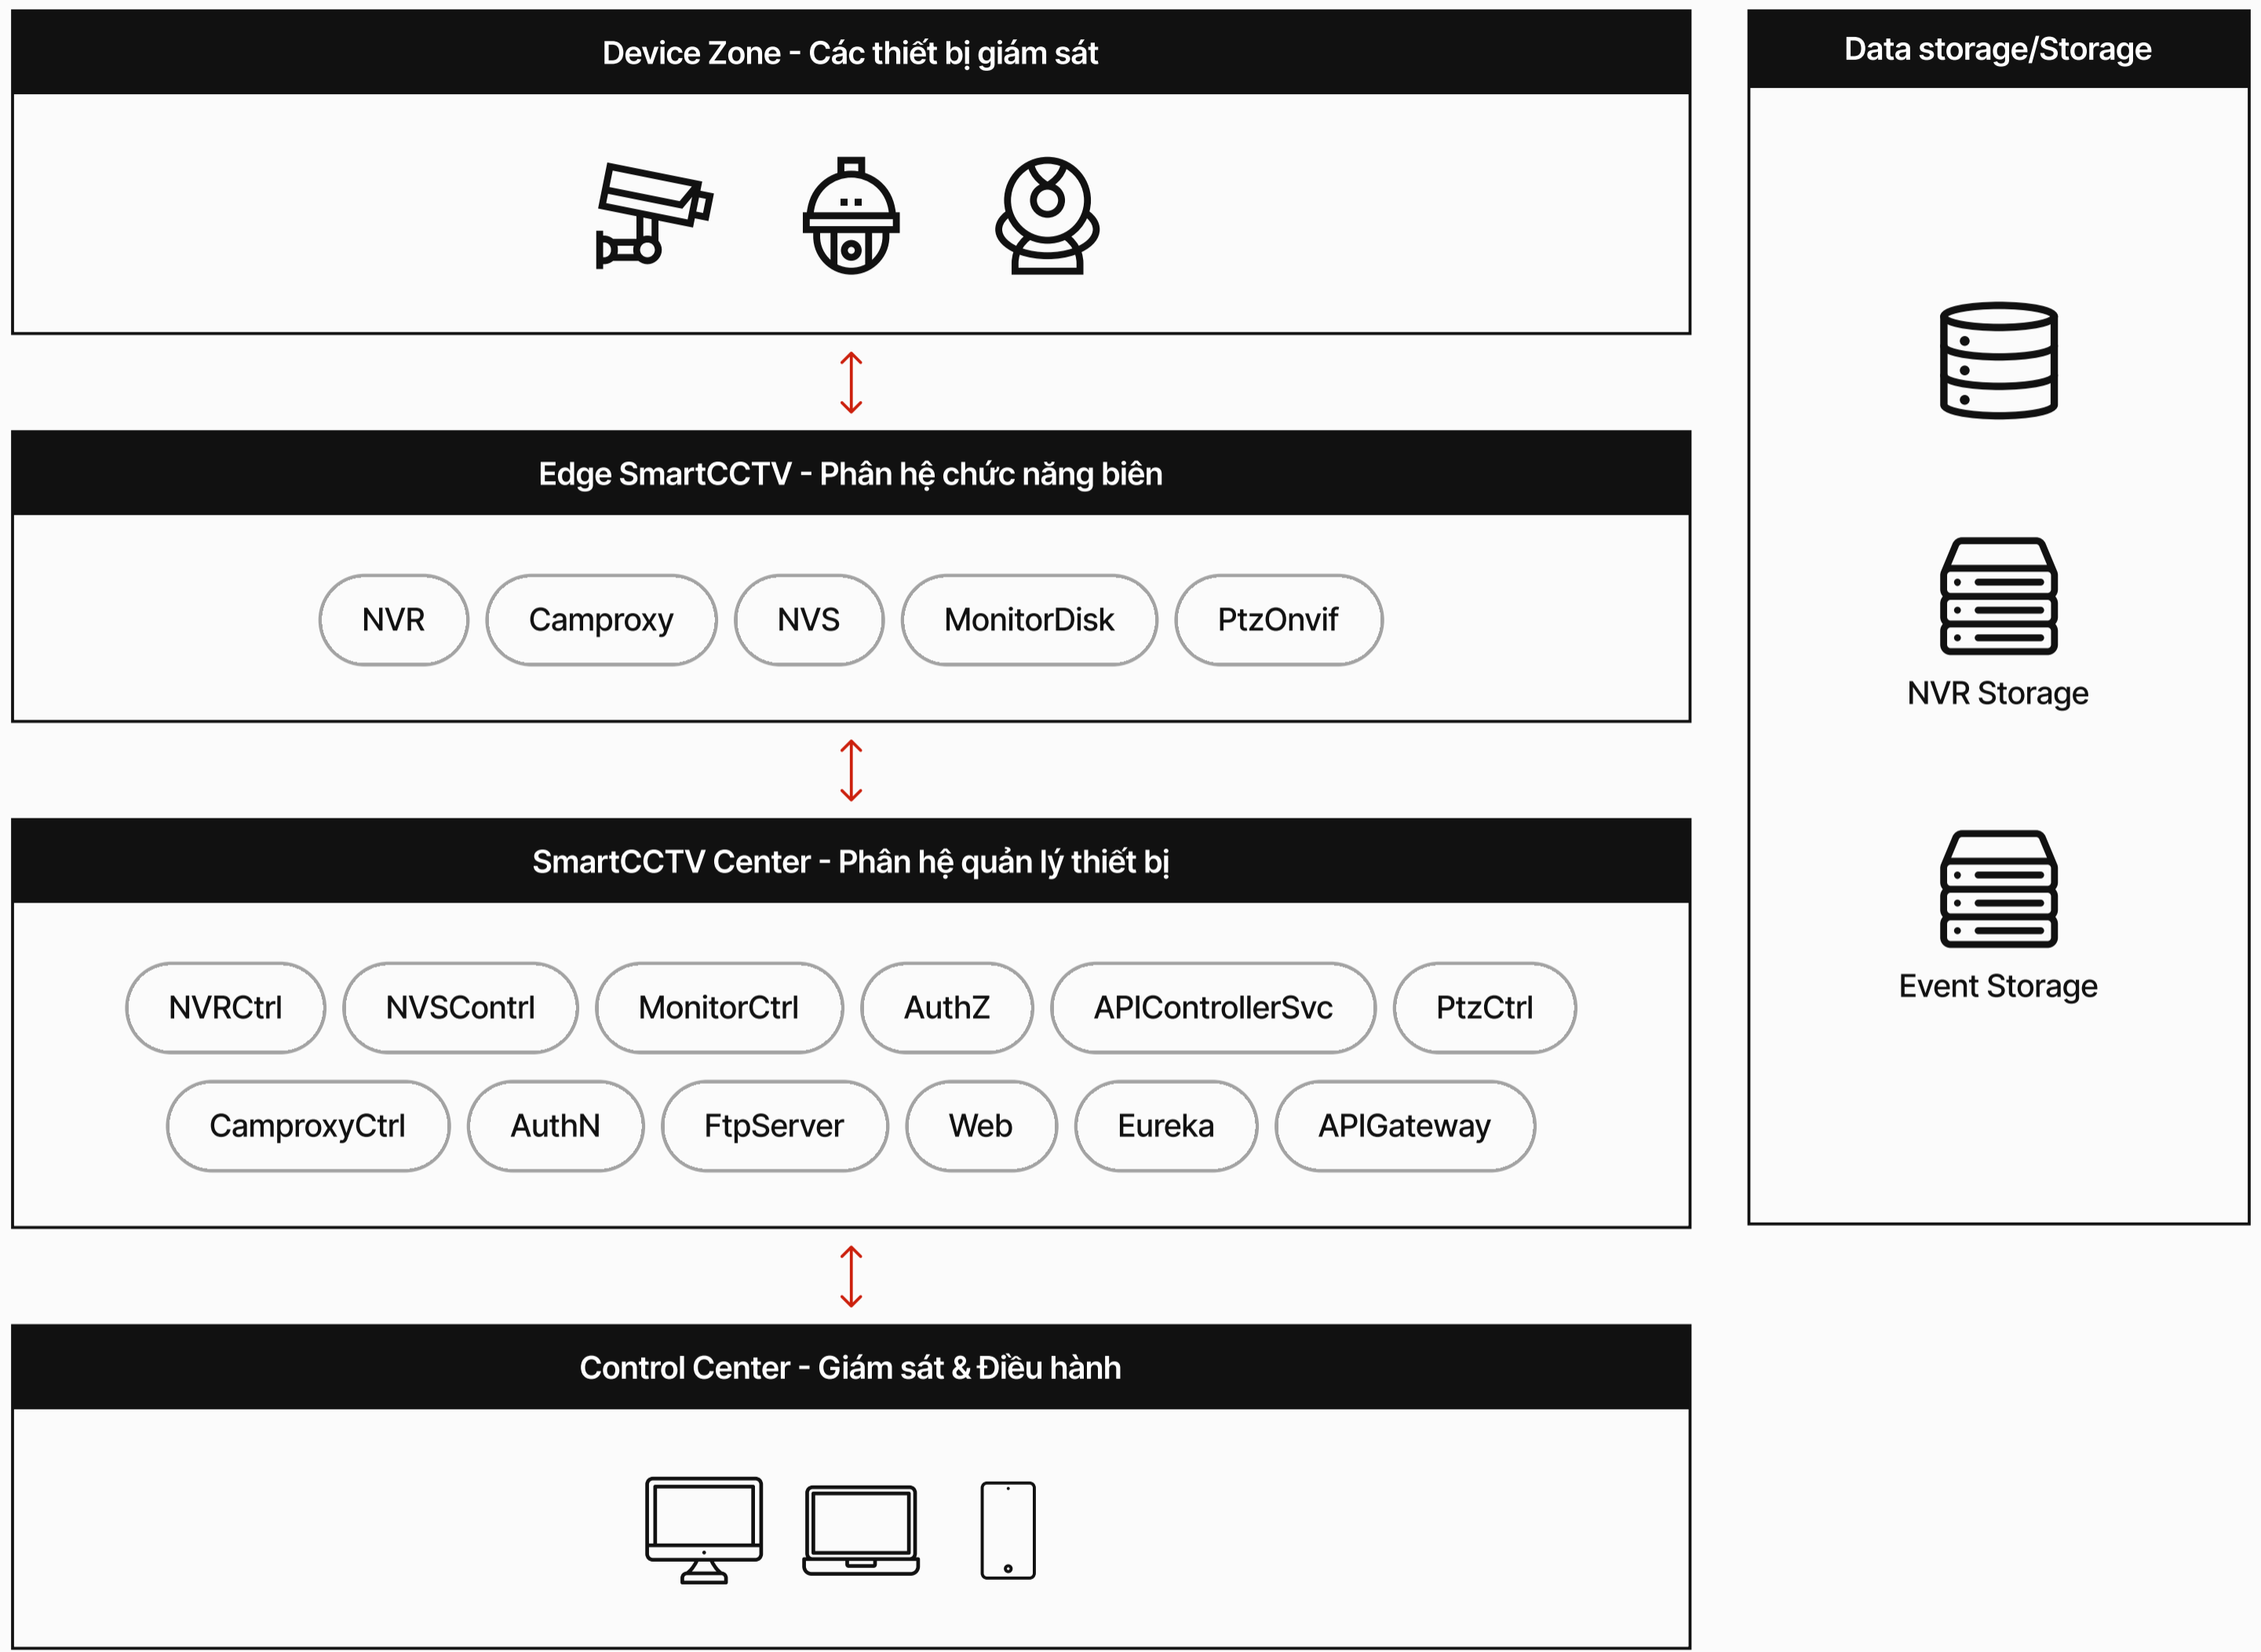 Device Zone - Các thiết bị giám sát
Data storage/Storage
Edge SmartCCTV - Phân hệ chức năng biên
NVR
Camproxy
NVS
MonitorDisk
PtzOnvif
NVR Storage
SmartCCTV Center - Phân hệ quản lý thiết bị
NVRCtrl
NVSContrl
MonitorCtrl
AuthZ
APIControllerSvc
PtzCtrl
CamproxyCtrl
AuthN
FtpServer
Web
Eureka
APIGateway
Event Storage
Control Center - Giám sát & Điều hành